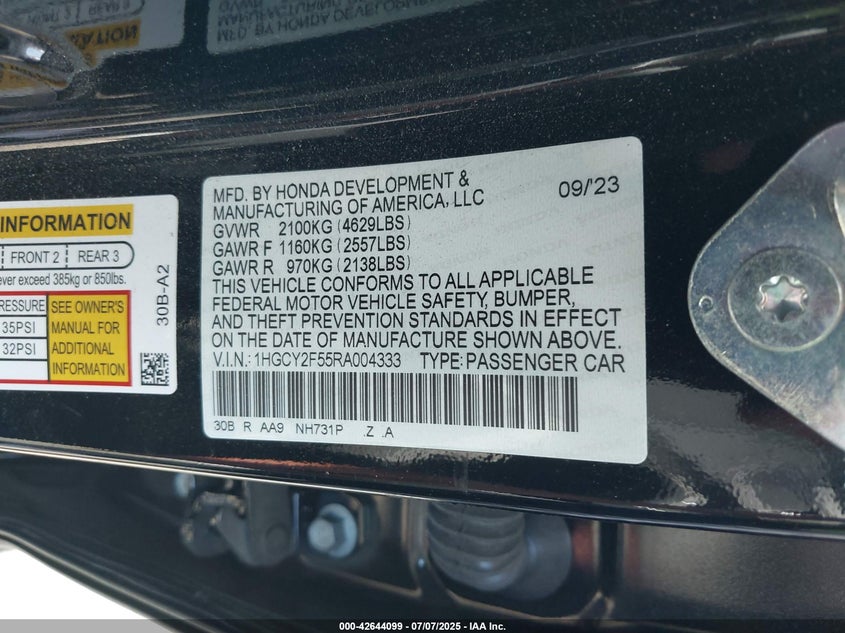 MFD. BY HONDA DEVELOPMENT &
MANUFACTURING OF AMERICA, LLC
09/'23
GVWR 2100KG (4629LBS)
GAWR F 1160KG (2557LBS)
GAWR R 970KG (2138LBS)
THIS VEHICLE CONFORMS TO ALL APPLICABLE
FEDERAL MOTOR VEHICLE SAFETY, BUMPER,
AND THEFT PREVENTION STANDARDS IN EFFECT
ON THE DATE OF MANUFACTURE SHOWN ABOVE.
V.I.N.: 1HGCY2F55RA004333 TYPE: PASSENGER CAR
30B R AA9 NH731P .Z .A
INFORMATION
FRONT 2 REAR 3
ever exceed 385kg or 850lbs.
PRESSURE
35PSI
32PSI
SEE OWNER'S
MANUAL FOR
ADDITIONAL
INFORMATION
30B-A2
000-42644099 - 07/07/2025 - IAA Inc.